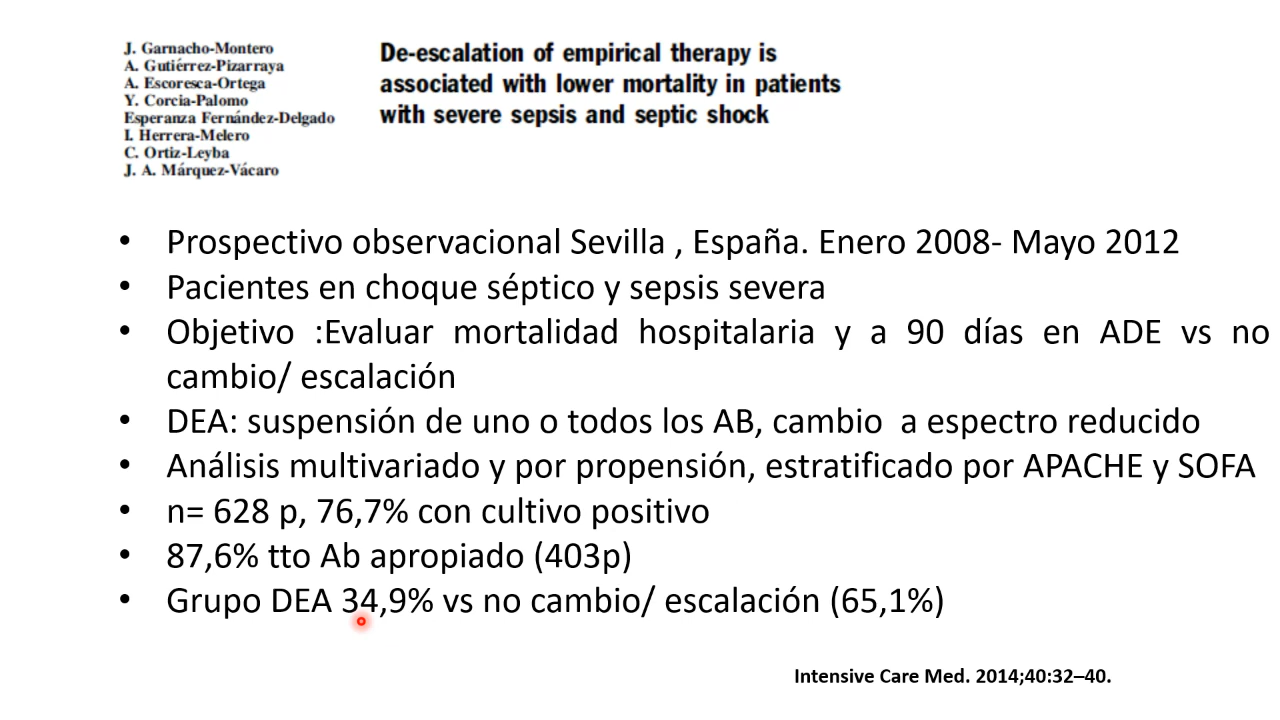 J. Garnacho-Montero
A. Gutiérrez-Pizarraya
A. Escoresca-Ortega
Y. Corcia-Palomo
Esperanza Fernández-Delgado
I. Herrera-Melero
C. Ortiz-Leyba
J. A. Márquez-Vácaro
De-escalation of empirical therapy is
associated with lower mortality in patients
with severe sepsis and septic shock
• Prospectivo observacional Sevilla , España. Enero 2008- Mayo 2012
• Pacientes en choque séptico y sepsis severa
• Objetivo :Evaluar mortalidad hospitalaria y a 90 días en ADE vs no
cambio/ escalación
• DEA: suspensión de uno o todos los AB, cambio a espectro reducido
• Análisis multivariado y por propensión, estratificado por APACHE y SOFA
• n= 628 p, 76,7% con cultivo positivo
• 87,6% tto Ab apropiado (403p)
• Grupo DEA 34,9% vs no cambio/ escalación (65,1%)
Intensive Care Med. 2014;40:32–40.